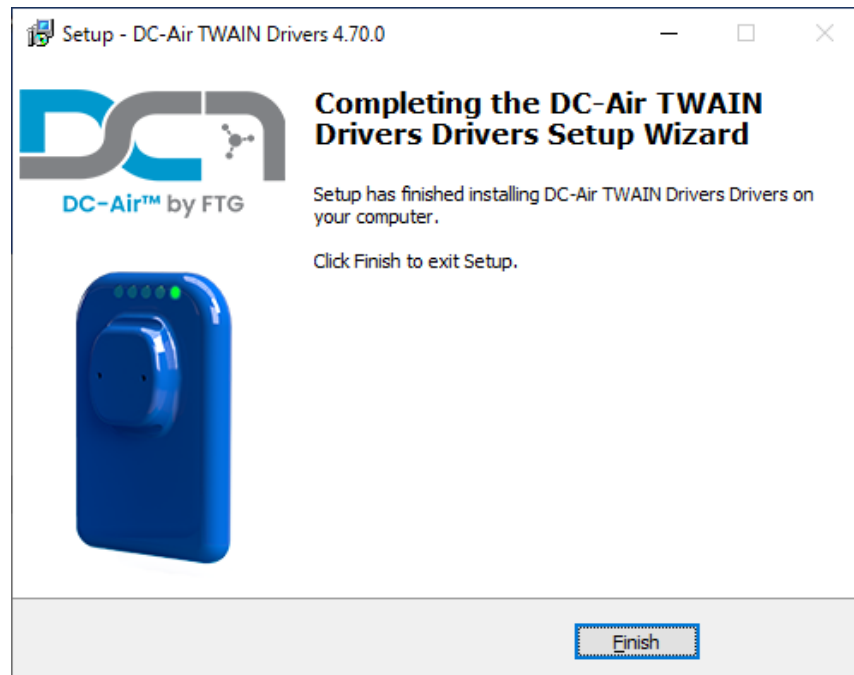 Setup - DC-Air TWAIN Drivers 4.70.0
DC-Air™ by FTG
Completing the DC-Air TWAIN
Drivers Drivers Setup Wizard
Setup has finished installing DC-Air TWAIN Drivers Drivers on
your computer.
Click Finish to exit Setup.
Finish